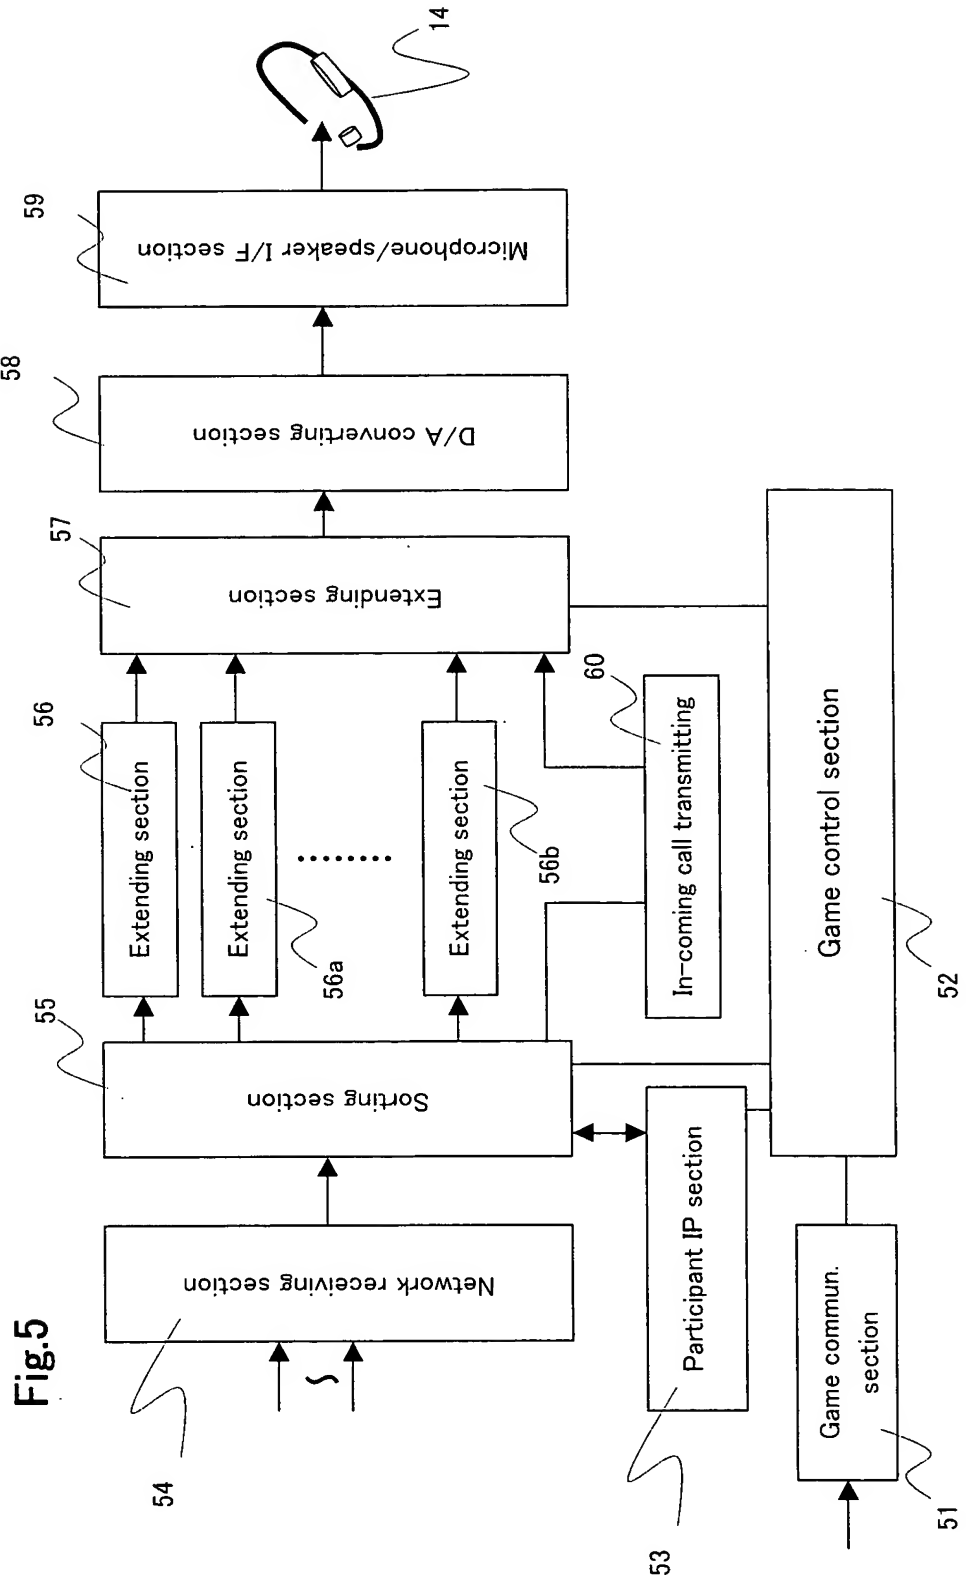 Fig.5
54
Network receiving section
55
Sorting section
56
Extending section
Extending section
56a
Extending section
56b
57
Extending section
58
D/A converting section
59
Microphone/speaker I/F section
14
60
In-coming call transmitting
53
Participant IP section
51
Game commun.
section
52
Game control section